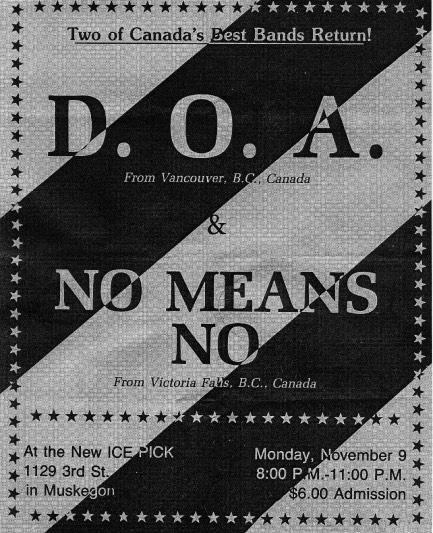 Two of Canada's Best Bands Return!
D. O. A.
From Vancouver, B.C., Canada
&
NO MEANS
NO
From Victoria Falls, B.C., Canada
At the New ICE PICK
1129 3rd St.
in Muskegon
Monday, November 9
8:00 P.M.-11:00 P.M.
$6.00 Admission